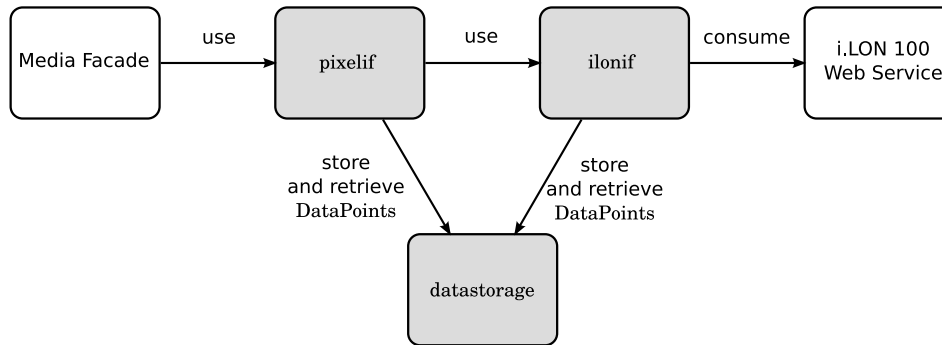 use
use
consume
Media Facade
pixelif
ilonif
i.LON 100
Web Service
store
and retrieve
DataPoints
store
and retrieve
DataPoints
datastorage